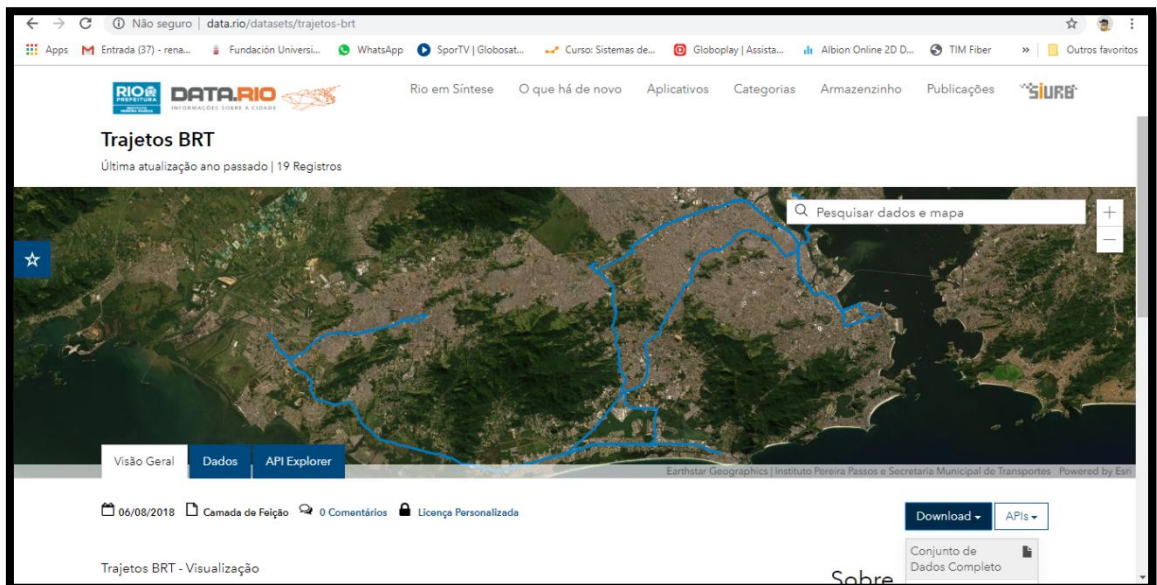 Não seguro | data.rio/datasets/trajetos-brt
Apps Entrada (37) - rena... Fundación Universi... WhatsApp SporTV | Globosat... Curso: Sistemas de... Globoplay | Assista... Albion Online 2D D... TIM Fiber » Outros favoritos
RIO PREFEITURA DATA.RIO Rio em Síntese O que há de novo Aplicativos Categorias Armazenzinho Publicações SIURB
INSTITUTO PEREIRA PASSOS INFORMAÇÕES SOBRE A CIDADE
Trajetos BRT
Última atualização ano passado | 19 Registros
Pesquisar dados e mapa
Visão Geral Dados API Explorer
Earthstar Geographics | Instituto Pereira Passos e Secretaria Municipal de Transportes Powered by Esri
06/08/2018 Camada de Feição 0 Comentários Licença Personalizada
Download APIs
Conjunto de
Dados Completo
Trajetos BRT - Visualização
Sobre